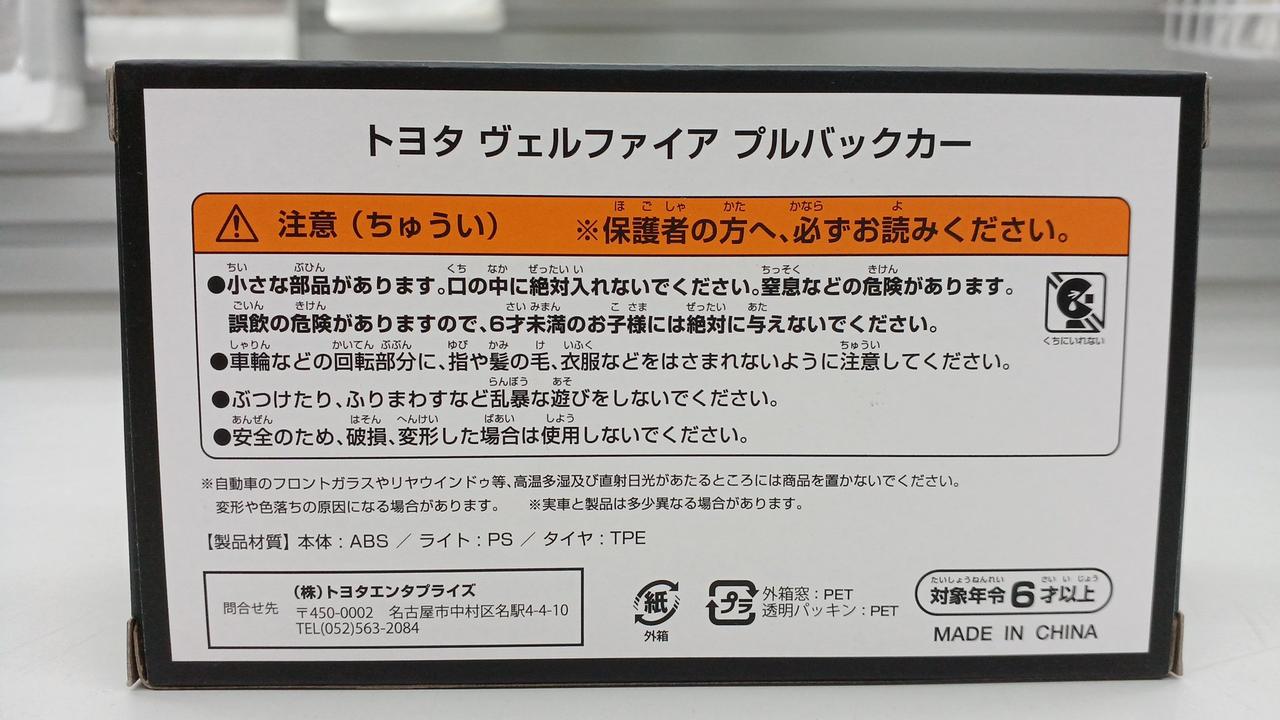 トヨタ ヴェルファイア プルバックカー
注意（ちゅうい） ※保護者の方へ、必ずお読みください。
●小さな部品があります。口の中に絶対入れないでください。窒息などの危険があります。
誤飲の危険がありますので、6才未満のお子様には絶対に与えないでください。
くちにいれない
●車輪などの回転部分に、指や髪の毛、衣服などをはさまれないように注意してください。
●ぶつけたり、ふりまわすなど乱暴な遊びをしないでください。
●安全のため、破損、変形した場合は使用しないでください。
※自動車のフロントガラスやリヤウインドゥ等、高温多湿及び直射日光があたるところには商品を置かないでください。
変形や色落ちの原因になる場合があります。 ※実車と製品は多少異なる場合があります。
【製品材質】本体：ABS ／ ライト：PS ／ タイヤ：TPE
問合せ先
(株)トヨタエンタプライズ
〒450-0002 名古屋市中村区名駅4-4-10
TEL(052)563-2084
紙
外箱
プラ
外箱窓：PET
透明パッキン：PET
対象年令6才以上
MADE IN CHINA